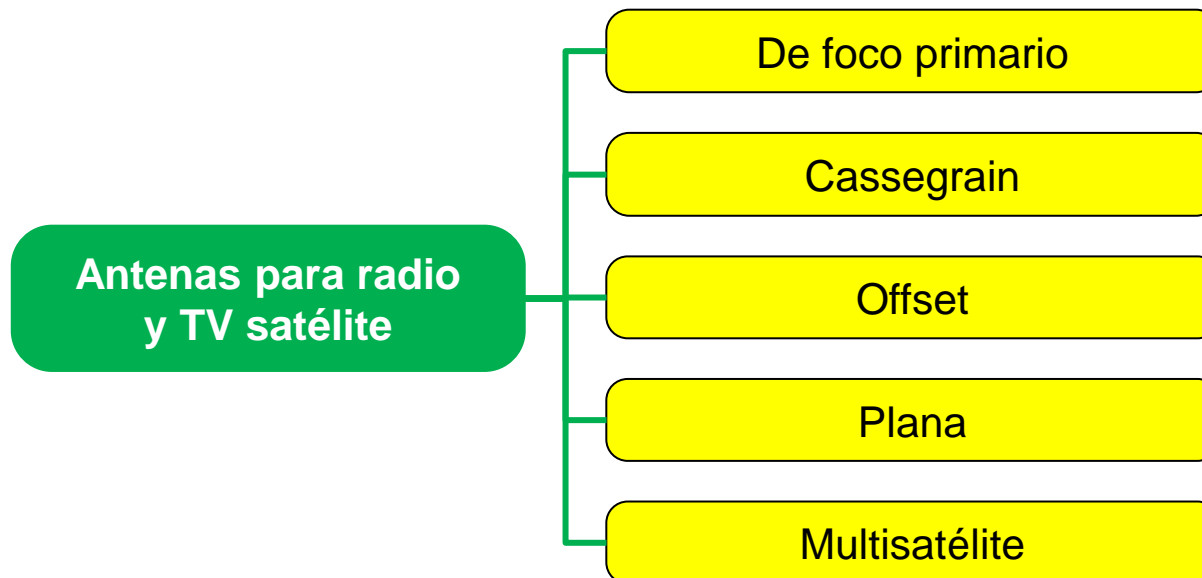 De foco primario
Cassegrain
Antenas para radio
y TV satélite
Offset
Plana
Multisatélite